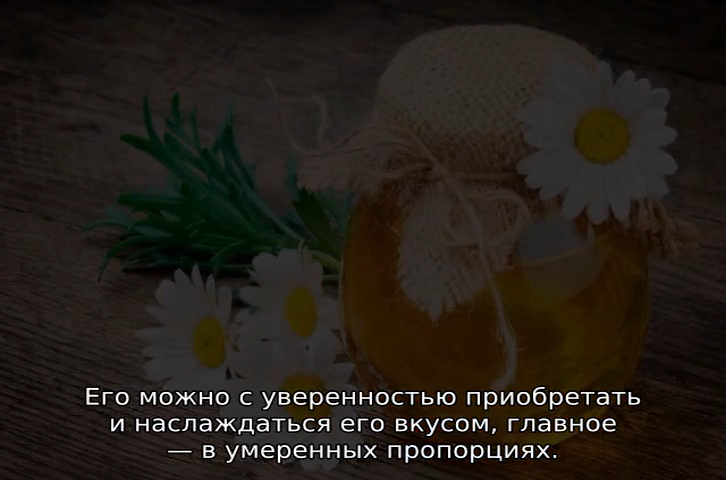 Его можно с уверенностью приобретать
и наслаждаться его вкусом, главное
— в умеренных пропорциях.